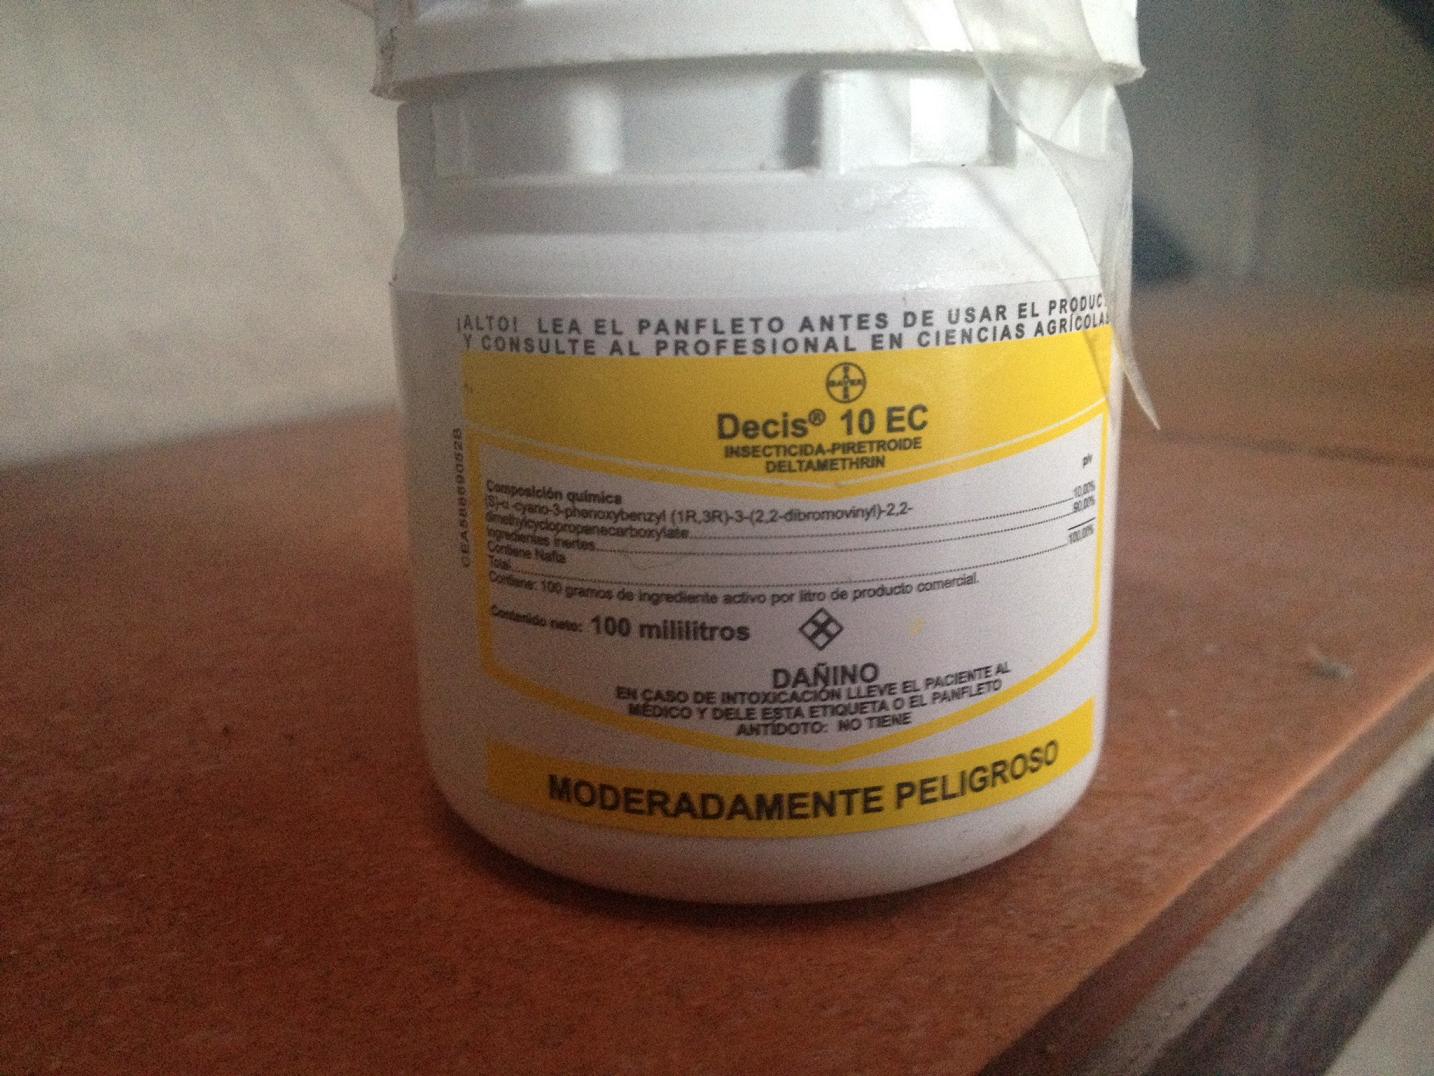 ¡ALTO! LEA EL PANFLETO ANTES DE USAR EL PRODUC
Y CONSULTE AL PROFESIONAL EN CIENCIAS AGRÍCOLAS
BAYER
Decis® 10 EC
INSECTICIDA-PIRETROIDE
DELTAMETHRIN
p/v
Composición química
(S)-α-cyano-3-phenoxybenzyl (1R,3R)-3-(2,2-dibromovinyl)-2,2-
dimethylcyclopropanecarboxylate 10,00%
Ingredientes inertes 90,00%
Contiene Nafta
Total 100,00%
Contiene: 100 gramos de ingrediente activo por litro de producto comercial.
Contenido neto: 100 mililitros
DAÑINO
EN CASO DE INTOXICACIÓN LLEVE EL PACIENTE AL
MÉDICO Y DELE ESTA ETIQUETA O EL PANFLETO
ANTÍDOTO: NO TIENE
MODERADAMENTE PELIGROSO